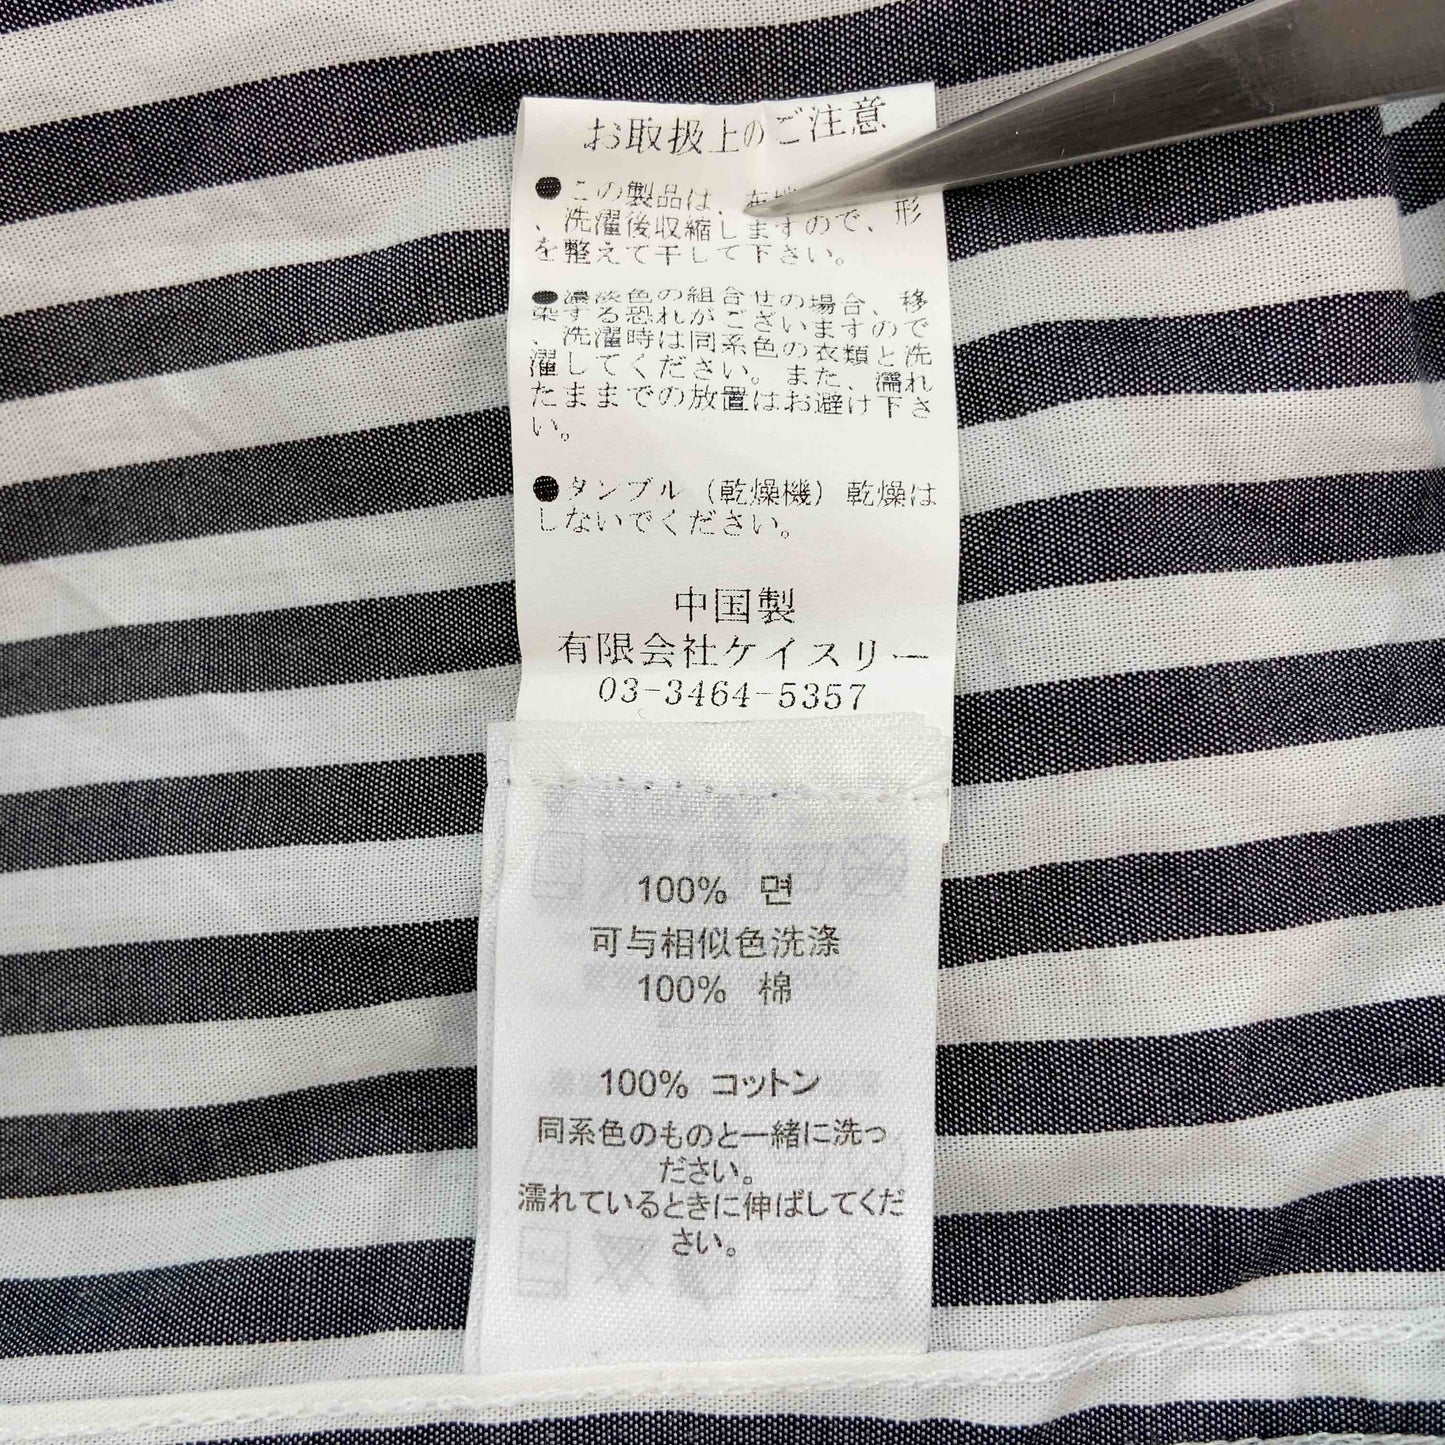 お取扱上のご注意
●この製品は、布 形
、洗濯後収縮しますので、
を整えて干して下さい。
●濃淡色の組合せの場合、移
染する恐れがございますので
、洗濯時は同系色の衣類と洗
濯してください。また、濡れ
たままでの放置はお避け下さ
い。
●タンブル（乾燥機）乾燥は
しないでください。
中国製
有限会社ケイスリー
03-3464-5357
100% 면
可与相似色洗涤
100% 棉
100% コットン
同系色のものと一緒に洗っ
ださい。
濡れているときに伸ばしてくだ
さい。